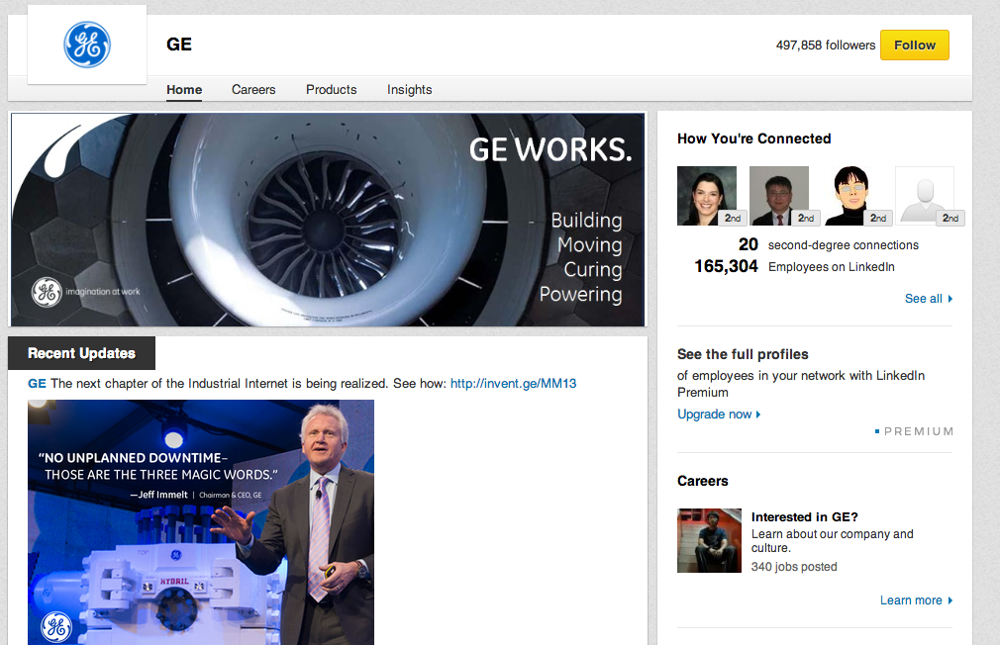 GE
497,858 followers
Follow
Home
Careers
Products
Insights
GE WORKS.
Building
Moving
Curing
Powering
GE
imagination at work
Recent Updates
GE The next chapter of the Industrial Internet is being realized. See how: http://invent.ge/MM13
“NO UNPLANNED DOWNTIME–
THOSE ARE THE THREE MAGIC WORDS.”
—Jeff Immelt | Chairman & CEO, GE
TOP
HYDRIL
GE
How You're Connected
2nd
2nd
2nd
2nd
20 second-degree connections
165,304 Employees on LinkedIn
See all
See the full profiles
of employees in your network with LinkedIn
Premium
Upgrade now
PREMIUM
Careers
Interested in GE?
Learn about our company and
culture.
340 jobs posted
Learn more